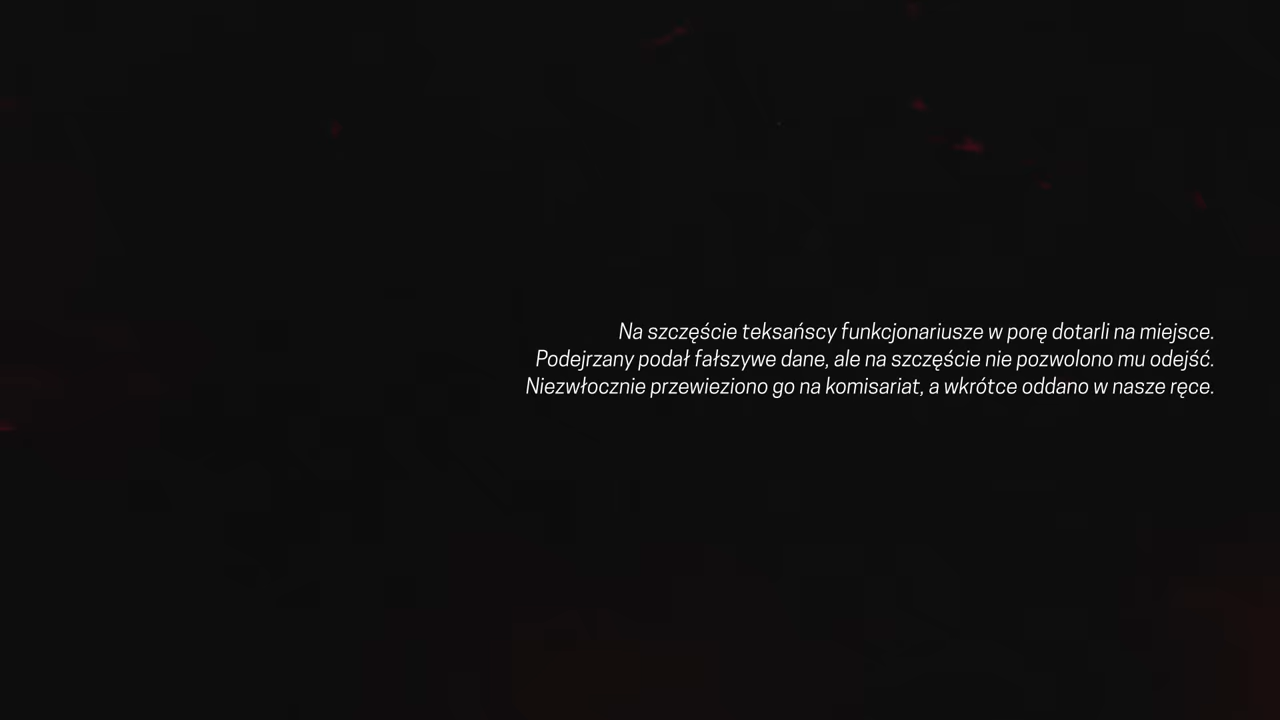 Na szczęście teksańscy funkcjonariusze w porę dotarli na miejsce.
Podejrzany podał fałszywe dane, ale na szczęście nie pozwolono mu odejść.
Niezwłocznie przewieziono go na komisariat, a wkrótce oddano w nasze ręce.